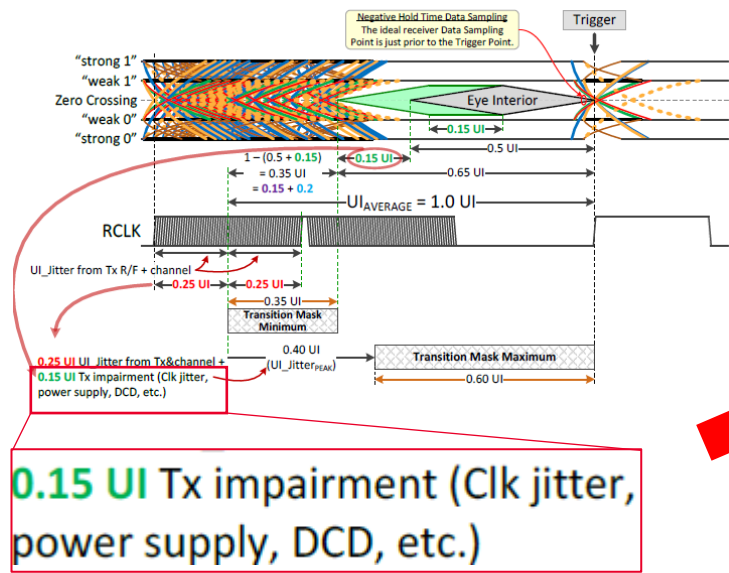 Negative Hold Time Data Sampling
The ideal receiver Data Sampling
Point is just prior to the Trigger Point.
Trigger
“strong 1”
“weak 1”
Zero Crossing
“weak 0”
“strong 0”
Eye Interior
0.15 UI
0.5 UI
1 – (0.5 + 0.15)
0.15 UI
= 0.35 UI
0.65 UI
= 0.15 + 0.2
UIAVERAGE = 1.0 UI
RCLK
UI_Jitter from Tx R/F + channel
0.25 UI
0.25 UI
0.35 UI
Transition Mask
Minimum
0.25 UI UI_Jitter from Tx&channel +
0.40 UI
(UI_JitterPEAK)
Transition Mask Maximum
0.15 UI Tx impairment (Clk jitter,
power supply, DCD, etc.)
0.60 UI
0.15 UI Tx impairment (Clk jitter,
power supply, DCD, etc.)